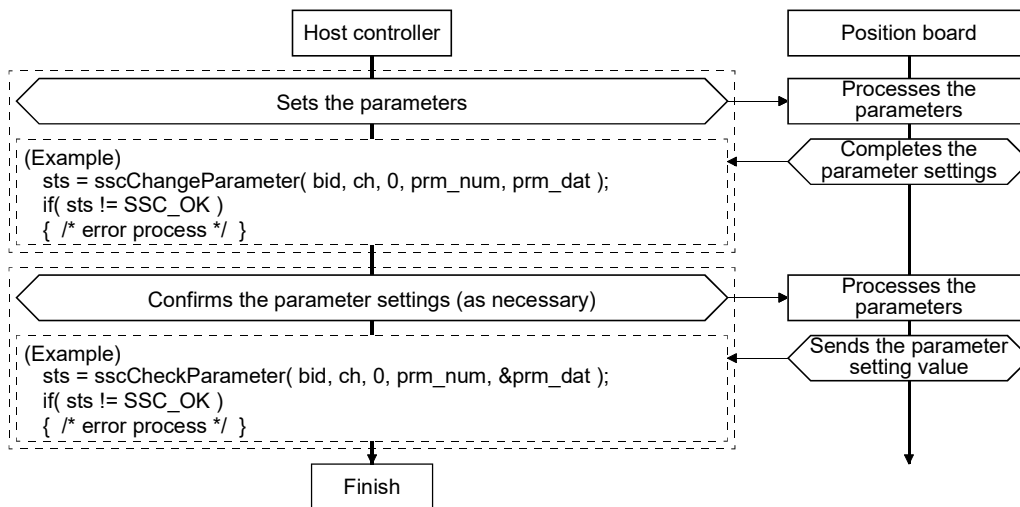 Host controller
Position board
Sets the parameters
Processes the
parameters
(Example)
sts = sscChangeParameter( bid, ch, 0, prm_num, prm_dat );
if( sts != SSC_OK )
{  /* error process */  }
Completes the
parameter settings
Confirms the parameter settings (as necessary)
Processes the
parameters
(Example)
sts = sscCheckParameter( bid, ch, 0, prm_num, &prm_dat );
if( sts != SSC_OK )
{  /* error process */  }
Sends the parameter
setting value
Finish